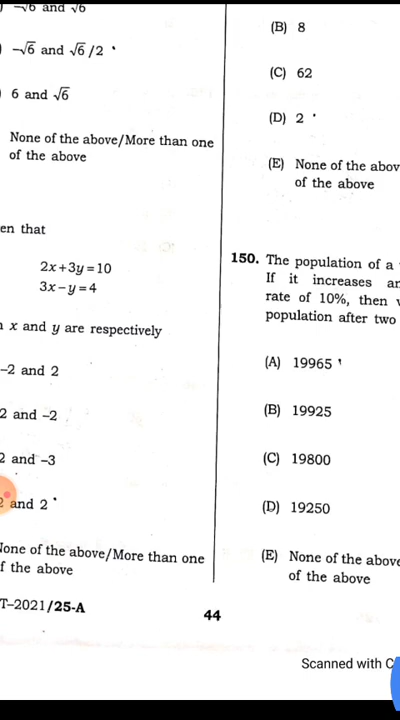 -√6 and √6
-√6 and √6/2
6 and √6
None of the above/More than one
of the above
en that
2x+3y=10
3x-y=4
x and y are respectively
-2 and 2
2 and -2
2 and -3
2 and 2
None of the above/More than one
f the above
T-2021/25-A
(B) 8
(C) 62
(D) 2
(E) None of the abov
of the above
150. The population of a
If it increases an
rate of 10%, then
population after two
(A) 19965
(B) 19925
(C) 19800
(D) 19250
(E) None of the above
of the above
44
Scanned with C